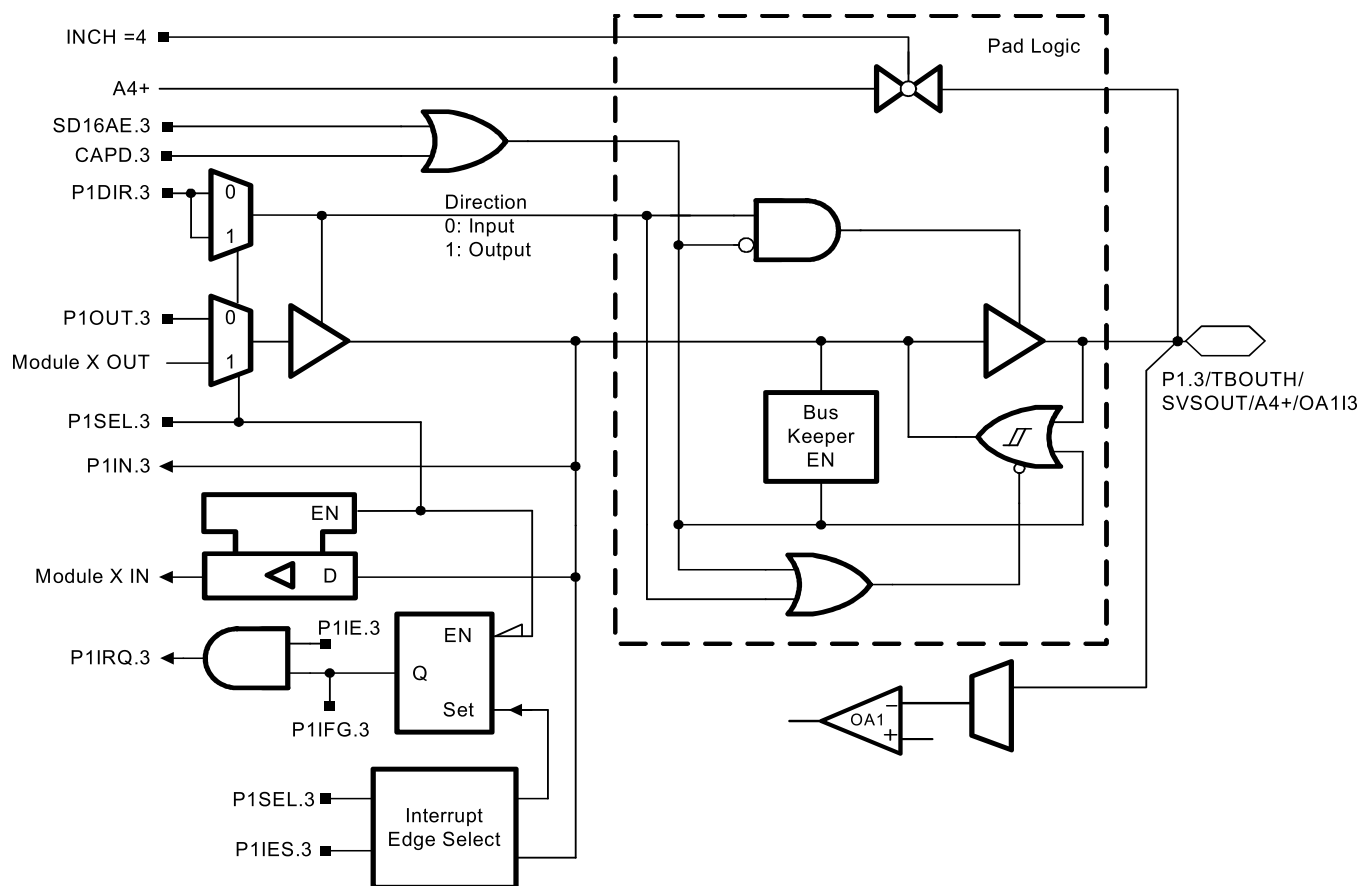 INCH =4
Pad Logic
A4+
SD16AE.3
CAPD.3
P1DIR.3
0
1
Direction
0: Input
1: Output
P1OUT.3
0
Module X OUT
1
P1.3/TBOUTH/
SVSOUT/A4+/OA1I3
P1SEL.3
Bus
Keeper
EN
P1IN.3
EN
Module X IN
D
P1IE.3
EN
P1IRQ.3
Q
Set
P1IFG.3
OA1
−
+
P1SEL.3
Interrupt
Edge Select
P1IES.3